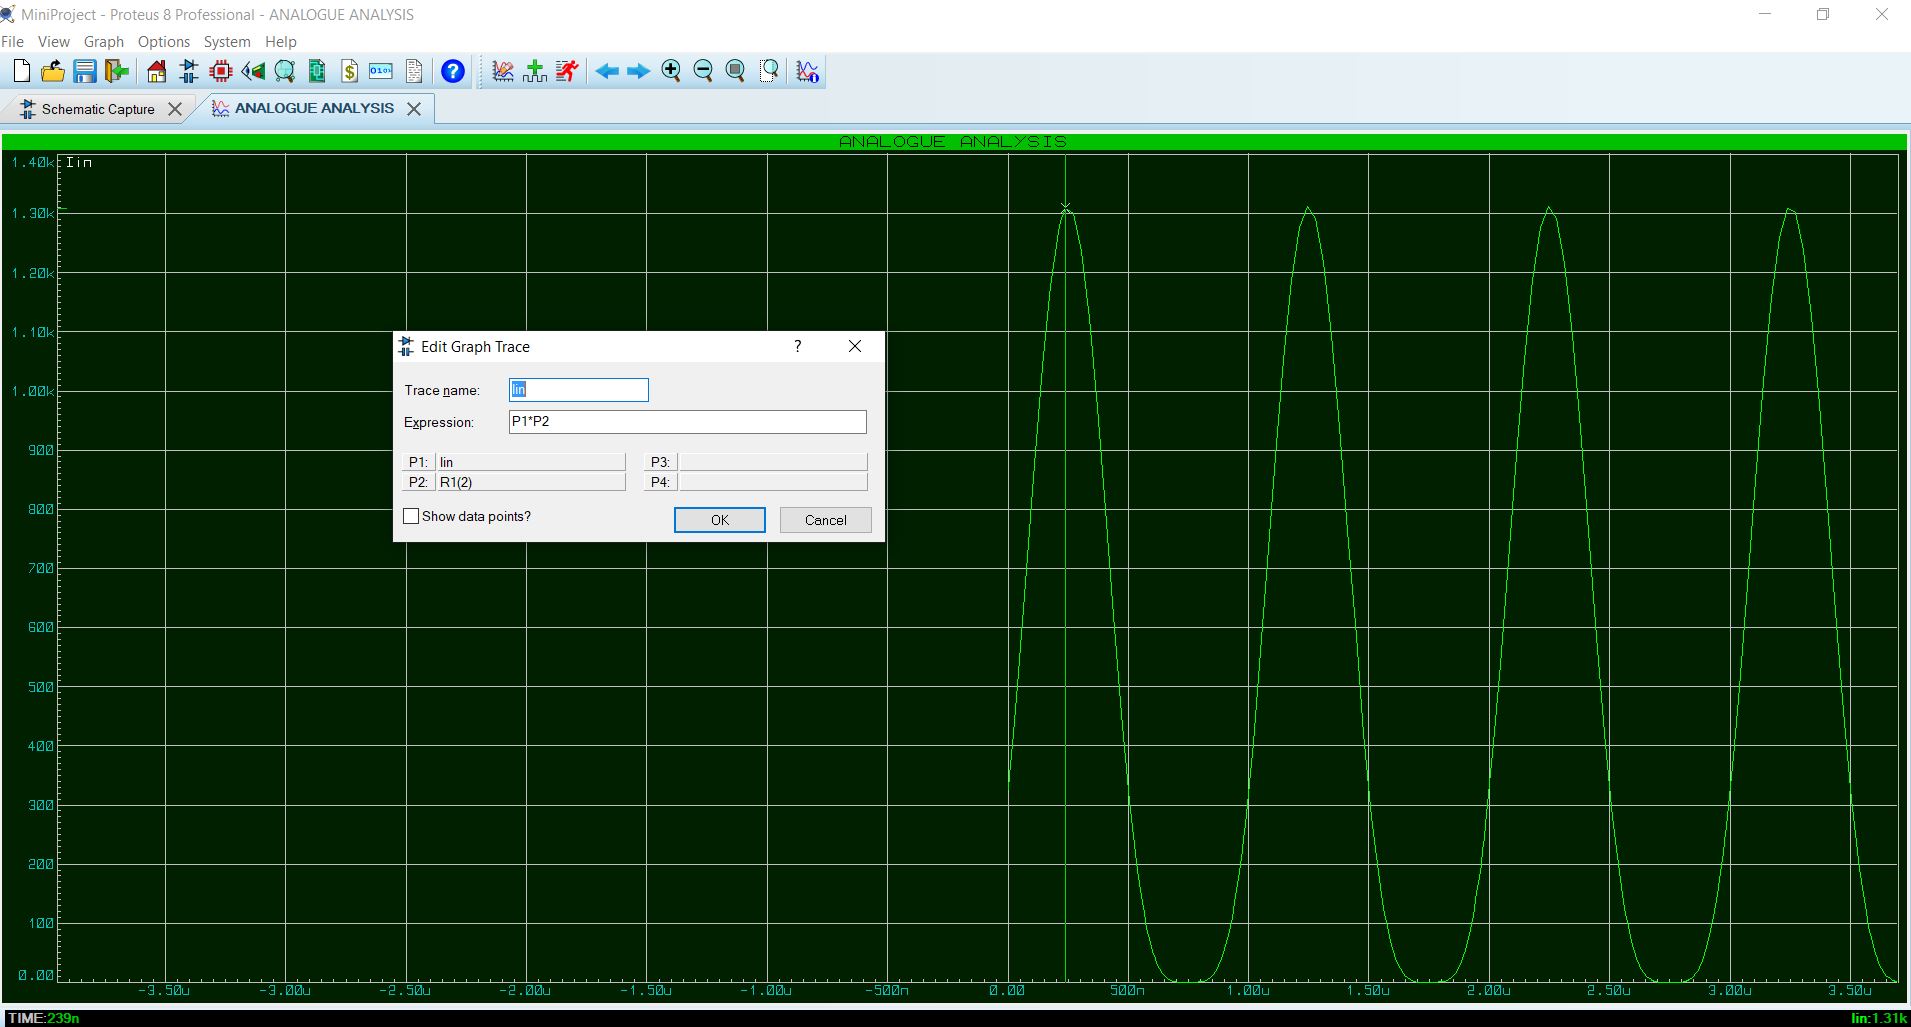 MiniProject - Proteus 8 Professional - ANALOGUE ANALYSIS
File View Graph Options System Help
$ 0101 ?
Schematic Capture ANALOGUE ANALYSIS
ANALOGUE ANALYSIS
1.40k Iin
1.30k
1.20k
1.10k
1.00k
900
800
700
600
500
400
300
200
100
0.00
Edit Graph Trace ?
Trace name: Iin
Expression: P1*P2
P1: Iin P3:
P2: R1(2) P4:
Show data points? OK Cancel
-3.50u -3.00u -2.50u -2.00u -1.50u -1.00u -500n 0.00 500n 1.00u 1.50u 2.00u 2.50u 3.00u 3.50u
TIME:239n Iin:1.31k